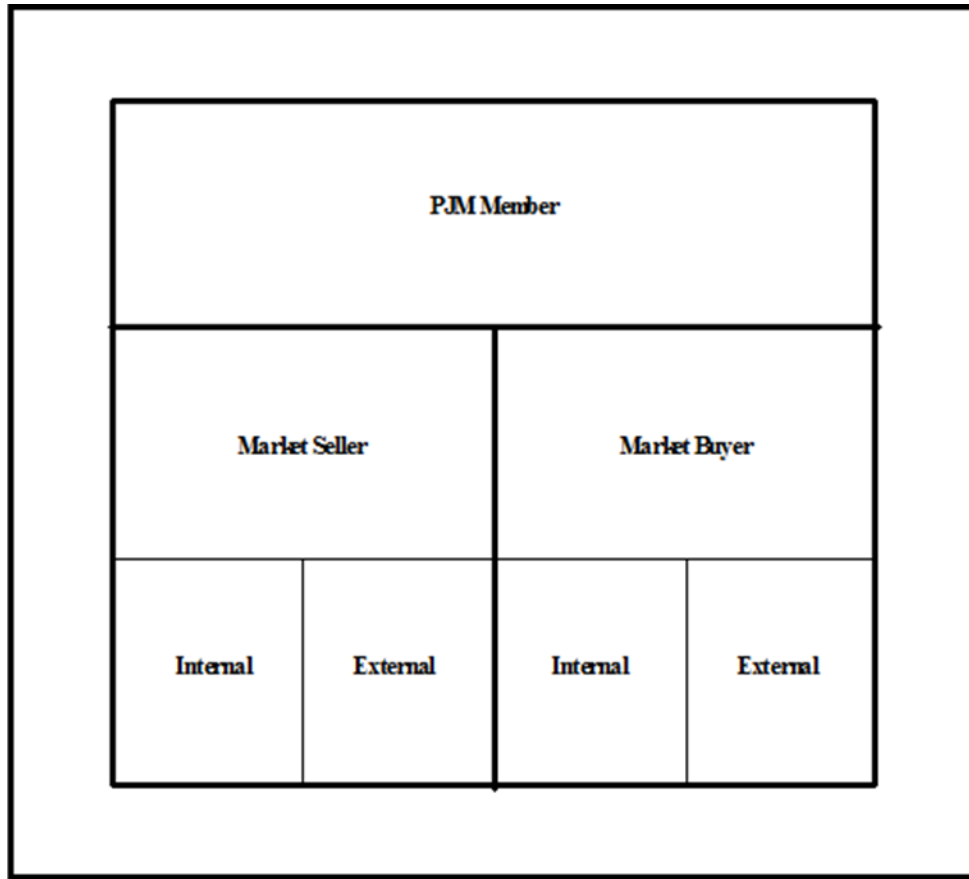 PJM Member
Market Seller
Market Buyer
Internal
External
Internal
External